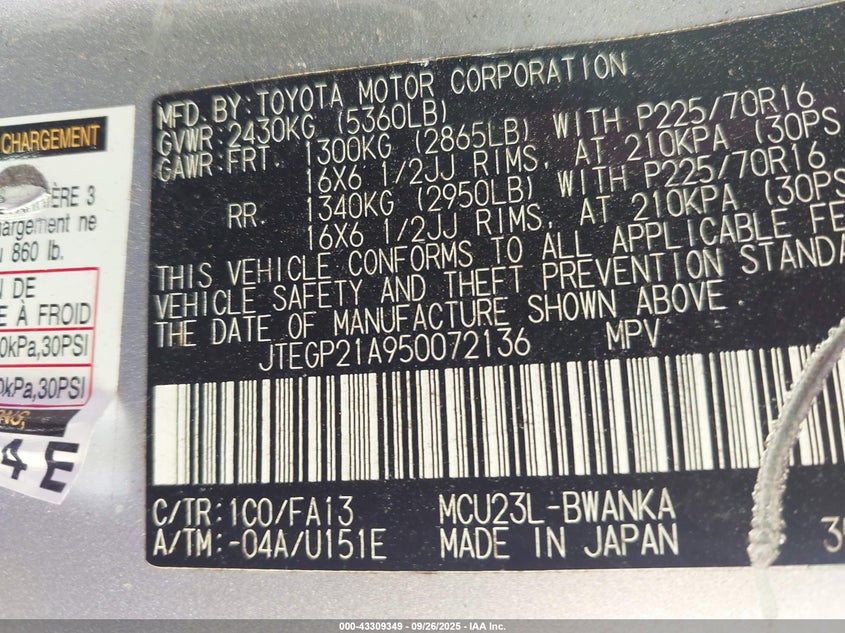 MFD. BY: TOYOTA MOTOR CORPORATION
GVWR: 2430KG (5360LB)
GAWR: FRT. 1300KG (2865LB) WITH P225/70R16
16X6 1/2JJ RIMS, AT 210KPA (30PS
RR. 1340KG (2950LB) WITH P225/70R16
16X6 1/2JJ RIMS, AT 210KPA (30PS
THIS VEHICLE CONFORMS TO ALL APPLICABLE FE
VEHICLE SAFETY AND THEFT PREVENTION STANDA
THE DATE OF MANUFACTURE SHOWN ABOVE
JTEGP21A950072136 MPV
C/TR: 1C0/FA13 MCU23L-BWANKA
A/TM: -04A/U151E MADE IN JAPAN 3
CHARGEMENT
IÈRE 3
hargement ne
u 860 lb.
N DE
E À FROID
0kPa,30PSI
0kPa,30PSI
4 E
000-43309349 - 09/26/2025 - IAA Inc.